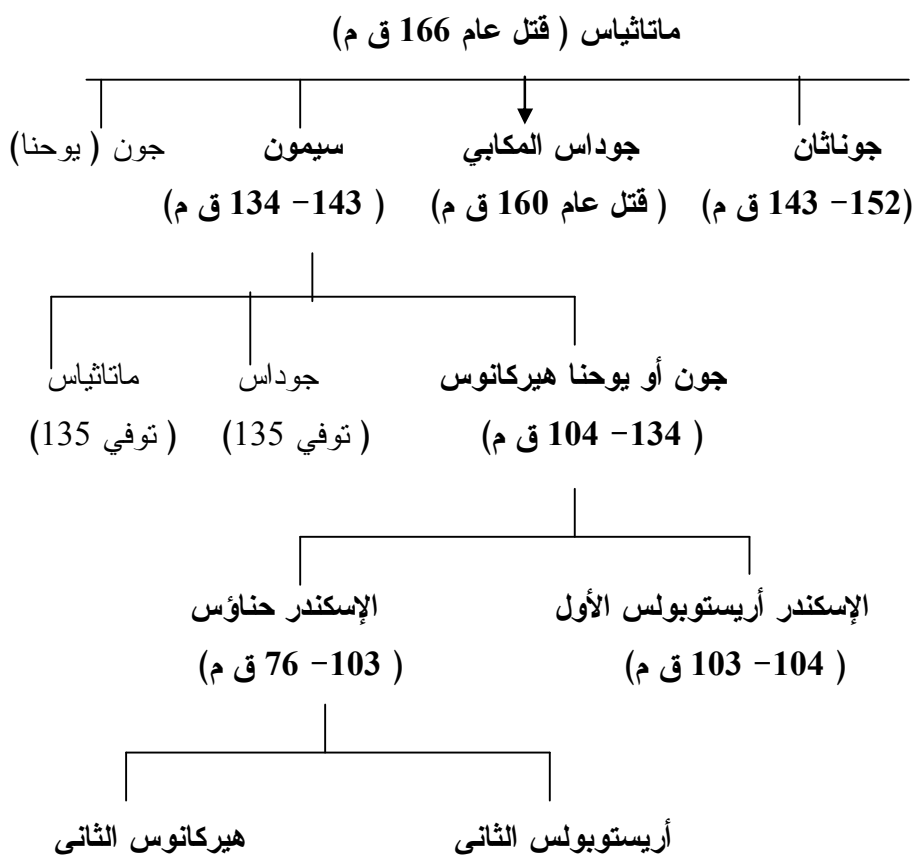 ماتاثياس ( قتل عام 166 ق م)
جوناثان جوداس المكابي سيمون جون ( يوحنا)
(152- 143 ق م) ( قتل عام 160 ق م) ( 143- 134 ق م)
جون أو يوحنا هيركانوس جوداس ماتاثياس
( 134- 104 ق م) ( توفي 135) ( توفي 135)
الإسكندر أريستوبولس الأول الإسكندر حناؤس
( 104- 103 ق م) ( 103- 76 ق م)
أريستوبولس الثانى هيركانوس الثانى